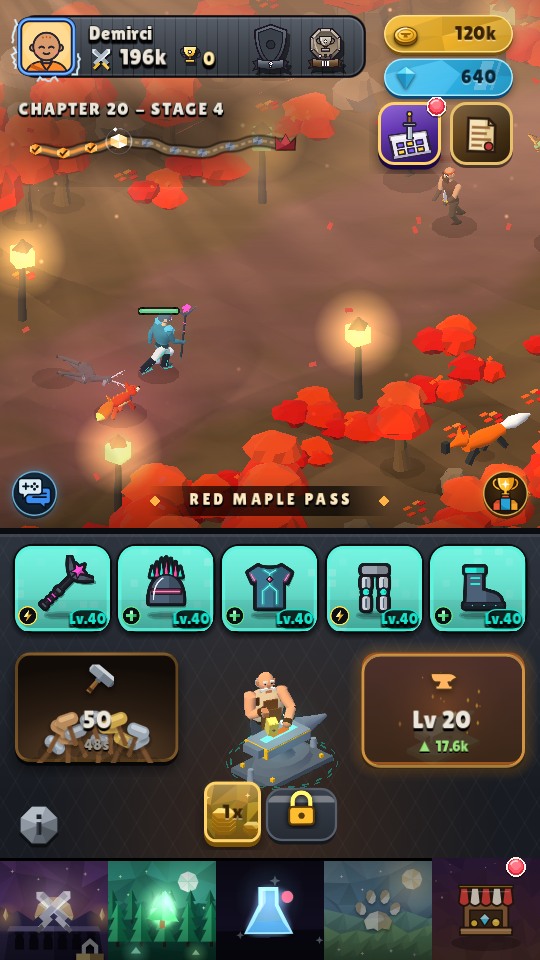 Demirci
196k
0
120k
640
CHAPTER 20 – STAGE 4
RED MAPLE PASS
Lv.40
Lv.40
Lv.40
Lv.40
Lv.40
50
48s
Lv 20
▲ 17.6k
1x
i